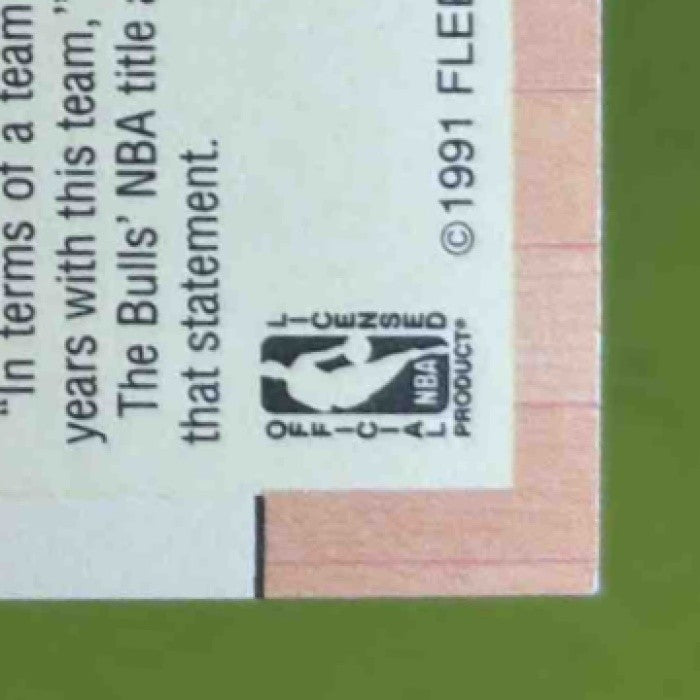 "In terms of a team
years with this team,"
The Bulls' NBA title
that statement.
OFFICIAL LICENSED
NBA
PRODUCT®
©1991 FLEE